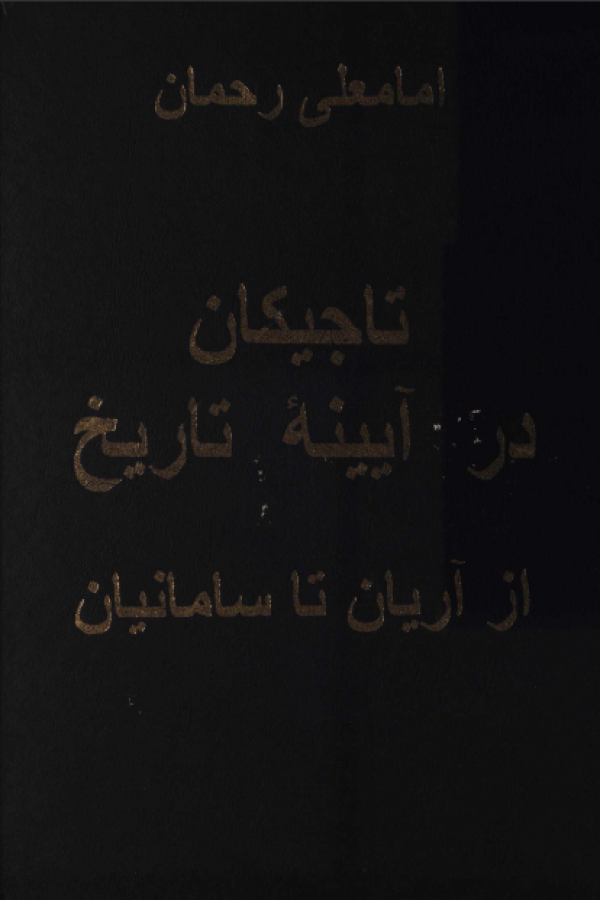 امامعلی رحمان
تاجیکان
در آیینهٔ تاریخ
از آریان تا سامانیان